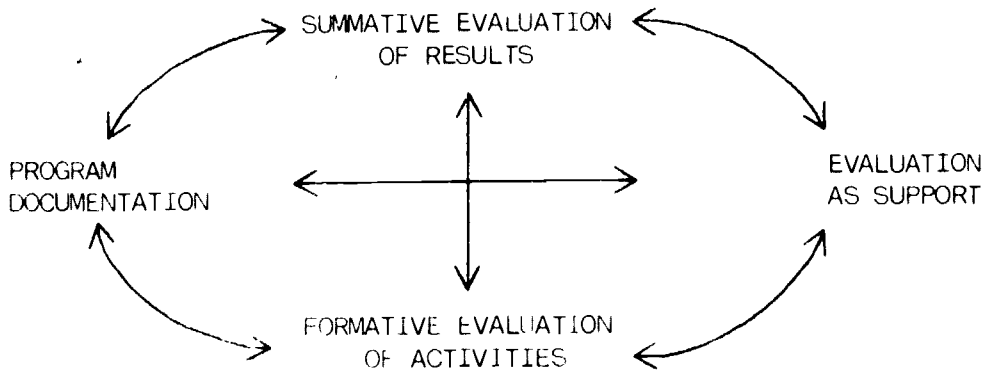 SUMMATIVE EVALUATION
OF RESULTS
PROGRAM
DOCUMENTATION
EVALUATION
AS SUPPORT
FORMATIVE EVALUATION
OF ACTIVITIES